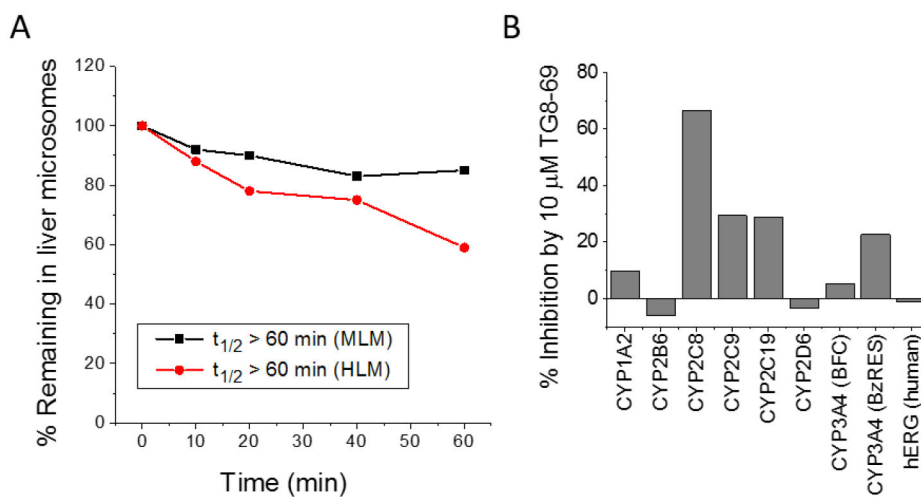 A
% Remaining in liver microsomes
120
100
80
60
40
20
0
t1/2 > 60 min (MLM)
t1/2 > 60 min (HLM)
0 10 20 40 60
Time (min)
B
% Inhibition by 10 μM TG8-69
80
60
40
20
0
CYP1A2
CYP2B6
CYP2C8
CYP2C9
CYP2C19
CYP2D6
CYP3A4 (BFC)
CYP3A4 (BzRES)
hERG (human)